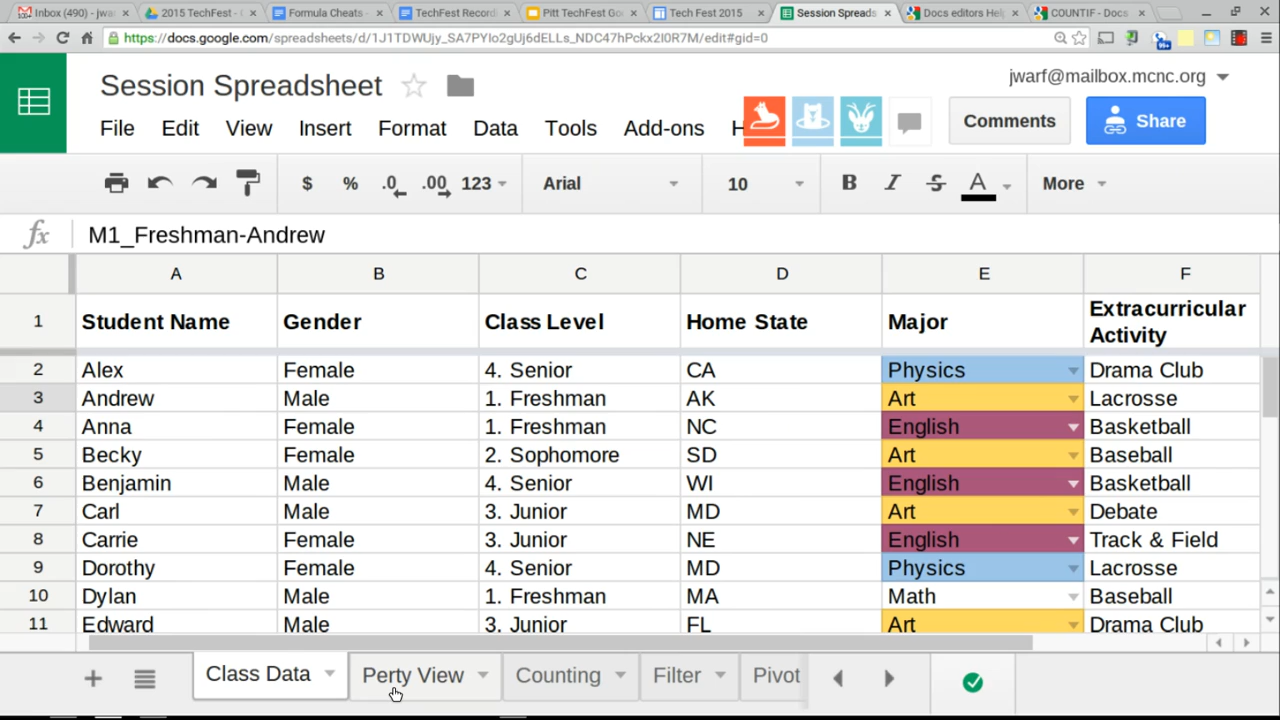 Inbox (490) - jwa
2015 TechFest -
Formula Cheats -
TechFest Record
Pitt TechFest Go
Tech Fest 2015
Session Spreads
Docs editors Hel
COUNTIF - Docs
https://docs.google.com/spreadsheets/d/1J1TDWUjy_SA7PYIo2gUj6dELLs_NDC47hPckx2I0R7M/edit#gid=0
Session Spreadsheet
jwarf@mailbox.mcnc.org
File Edit View Insert Format Data Tools Add-ons H
Comments
Share
$ % .0 .00 123 Arial 10 B I S A More
fx M1_Freshman-Andrew
A B C D E F
1 Student Name Gender Class Level Home State Major Extracurricular Activity
2 Alex Female 4. Senior CA Physics Drama Club
3 Andrew Male 1. Freshman AK Art Lacrosse
4 Anna Female 1. Freshman NC English Basketball
5 Becky Female 2. Sophomore SD Art Baseball
6 Benjamin Male 4. Senior WI English Basketball
7 Carl Male 3. Junior MD Art Debate
8 Carrie Female 3. Junior NE English Track & Field
9 Dorothy Female 4. Senior MD Physics Lacrosse
10 Dylan Male 1. Freshman MA Math Baseball
11 Edward Male 3. Junior FL Art Drama Club
Class Data Perty View Counting Filter Pivot